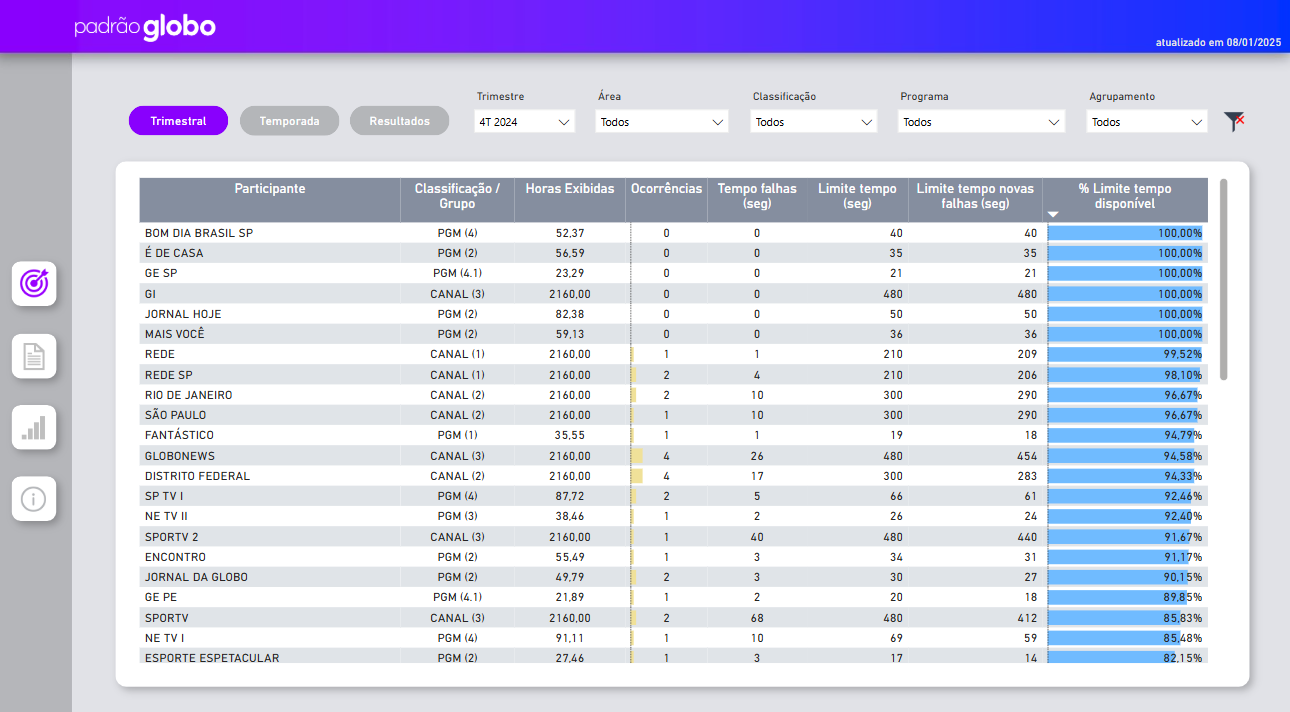 padrão globo
atualizado em 08/01/2025
Trimestral
Temporada
Resultados
Trimestre
4T 2024
Área
Todos
Classificação
Todos
Programa
Todos
Agrupamento
Todos
Participante Classificação / Grupo Horas Exibidas Ocorrências Tempo falhas (seg) Limite tempo (seg) Limite tempo novas falhas (seg) % Limite tempo disponível
BOM DIA BRASIL SP PGM (4) 52,37 0 0 40 40 100,00%
É DE CASA PGM (2) 56,59 0 0 35 35 100,00%
GE SP PGM (4.1) 23,29 0 0 21 21 100,00%
GI CANAL (3) 2160,00 0 0 480 480 100,00%
JORNAL HOJE PGM (2) 82,38 0 0 50 50 100,00%
MAIS VOCÊ PGM (2) 59,13 0 0 36 36 100,00%
REDE CANAL (1) 2160,00 1 1 210 209 99,52%
REDE SP CANAL (1) 2160,00 2 4 210 206 98,10%
RIO DE JANEIRO CANAL (2) 2160,00 2 10 300 290 96,67%
SÃO PAULO CANAL (2) 2160,00 1 10 300 290 96,67%
FANTÁSTICO PGM (1) 35,55 1 1 19 18 94,79%
GLOBONEWS CANAL (3) 2160,00 4 26 480 454 94,58%
DISTRITO FEDERAL CANAL (2) 2160,00 4 17 300 283 94,33%
SP TV I PGM (4) 87,72 2 5 66 61 92,46%
NE TV II PGM (3) 38,46 1 2 26 24 92,40%
SPORTV 2 CANAL (3) 2160,00 1 40 480 440 91,67%
ENCONTRO PGM (2) 55,49 1 3 34 31 91,17%
JORNAL DA GLOBO PGM (2) 49,79 2 3 30 27 90,15%
GE PE PGM (4.1) 21,89 1 2 20 18 89,85%
SPORTV CANAL (3) 2160,00 2 68 480 412 85,83%
NE TV I PGM (4) 91,11 1 10 69 59 85,48%
ESPORTE ESPETACULAR PGM (2) 27,46 1 3 17 14 82,15%